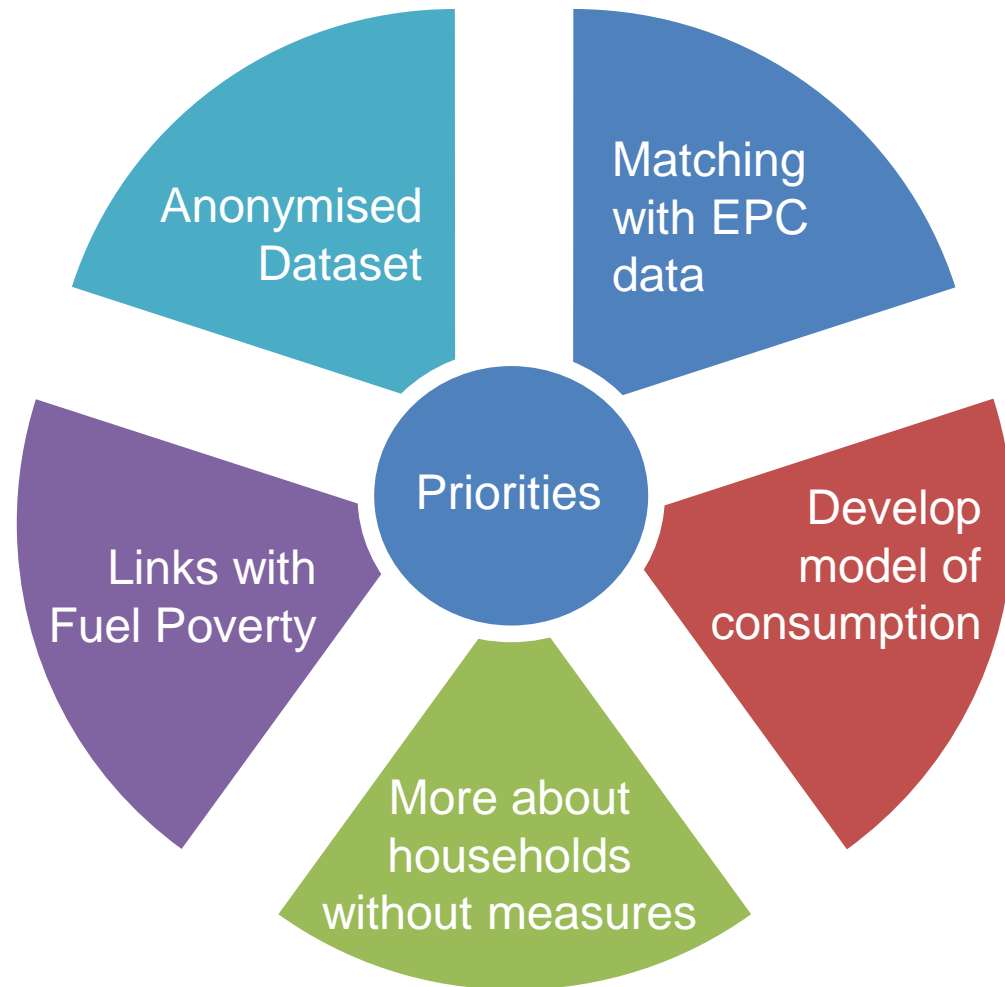 Anonymised
Dataset
Matching
with EPC
data
Priorities
Links with
Fuel Poverty
Develop
model of
consumption
More about
households
without measures